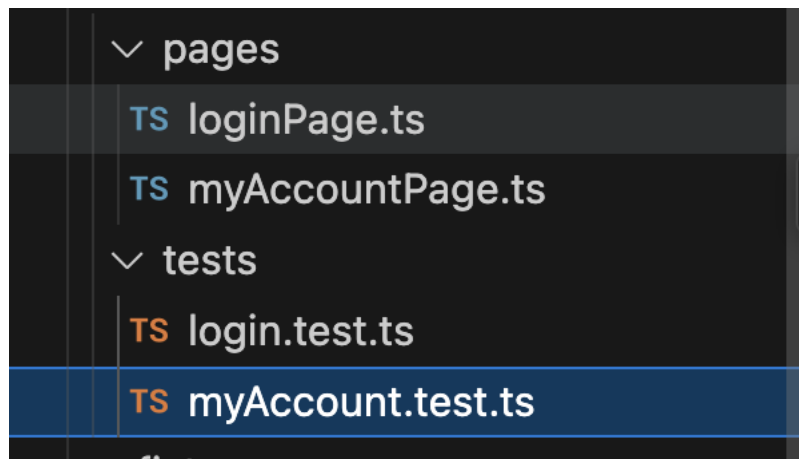 pages
TS loginPage.ts
TS myAccountPage.ts
tests
TS login.test.ts
TS myAccount.test.ts